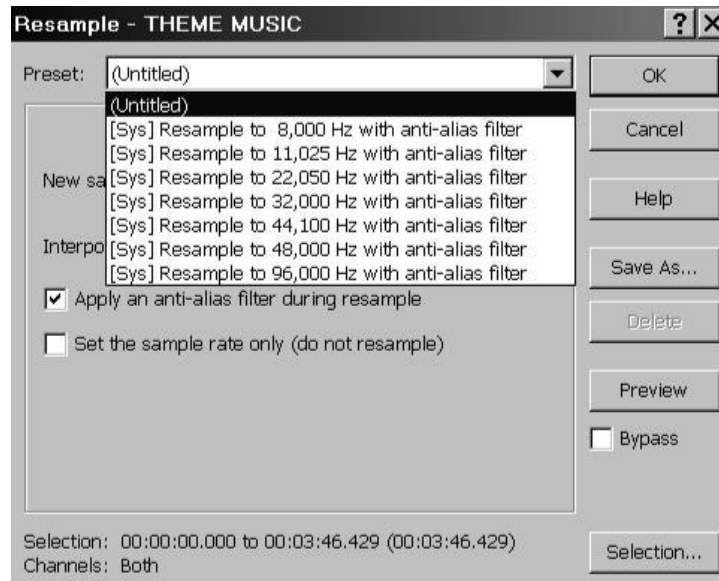 Resample - THEME MUSIC
Preset: (Untitled)
(Untitled)
[Sys] Resample to 8,000 Hz with anti-alias filter
[Sys] Resample to 11,025 Hz with anti-alias filter
[Sys] Resample to 22,050 Hz with anti-alias filter
[Sys] Resample to 32,000 Hz with anti-alias filter
[Sys] Resample to 44,100 Hz with anti-alias filter
[Sys] Resample to 48,000 Hz with anti-alias filter
[Sys] Resample to 96,000 Hz with anti-alias filter
New sa
Interpo
Apply an anti-alias filter during resample
Set the sample rate only (do not resample)
OK
Cancel
Help
Save As...
Delete
Preview
Bypass
Selection: 00:00:00.000 to 00:03:46.429 (00:03:46.429)
Channels: Both
Selection...